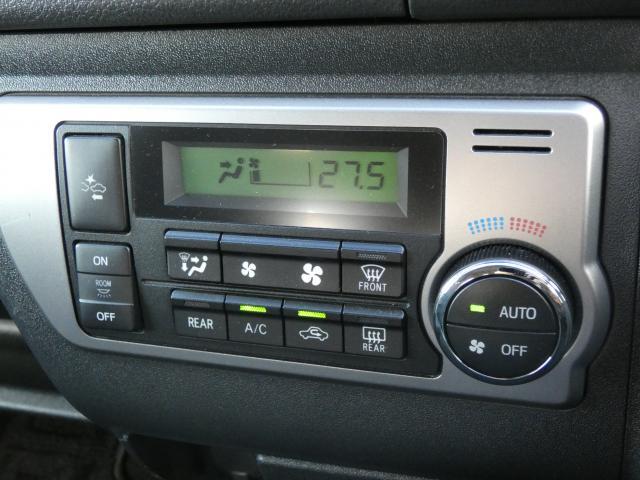 27.5
ON
ROOM
OFF
FRONT
REAR
A/C
REAR
AUTO
OFF